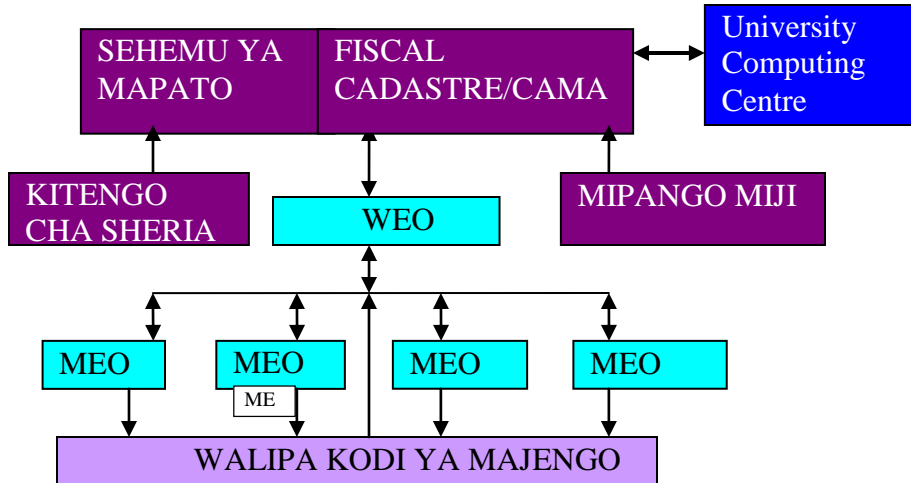 SEHEMU YA
MAPATO
FISCAL
CADASTRE/CAMA
University
Computing
Centre
KITENGO
CHA SHERIA
WEO
MIPANGO MIJI
MEO
MEO
MEO
MEO
ME
WALIPA KODI YA MAJENGO